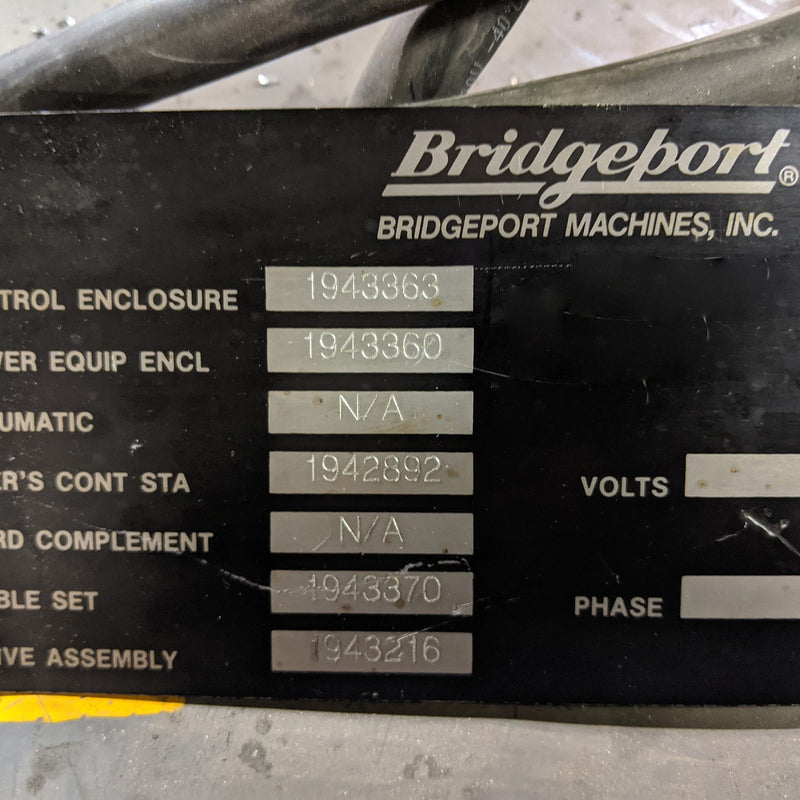 -40°C
Bridgeport®
BRIDGEPORT MACHINES, INC.
TROL ENCLOSURE 1943363
VER EQUIP ENCL 1943360
UMATIC N/A
ER'S CONT STA 1942892
RD COMPLEMENT N/A
BLE SET 1943370
IVE ASSEMBLY 1943216
VOLTS
PHASE